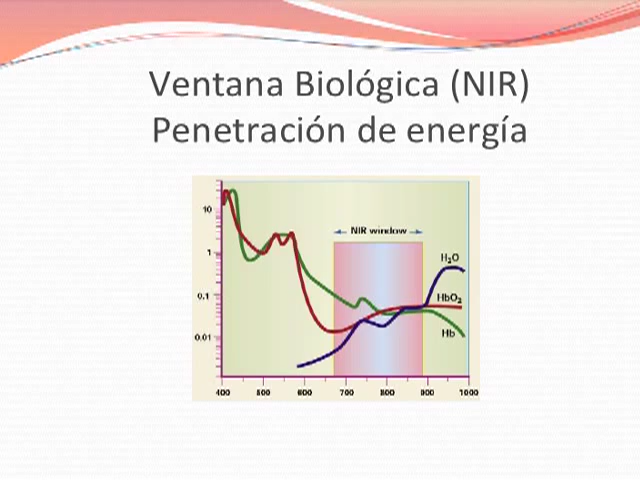 Ventana Biológica (NIR)
Penetración de energía
10
NIR window
1
H₂O
0.1
HbO₂
0.01
Hb
400 500 600 700 800 900 1000